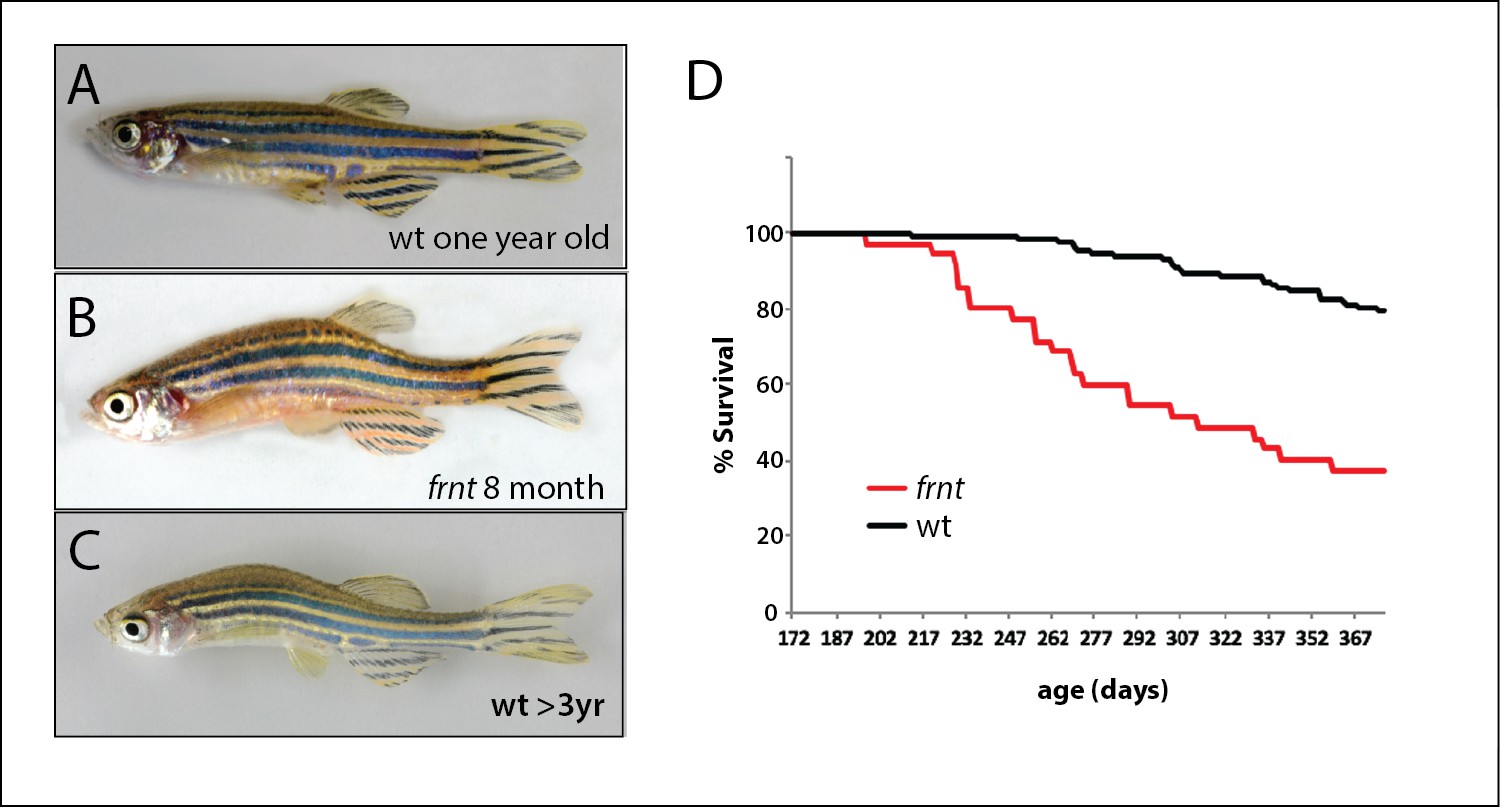 A
wt one year old
B
frnt 8 month
C
wt >3yr
D
% Survival
100
80
60
40
20
0
frnt
wt
172 187 202 217 232 247 262 277 292 307 322 337 352 367
age (days)